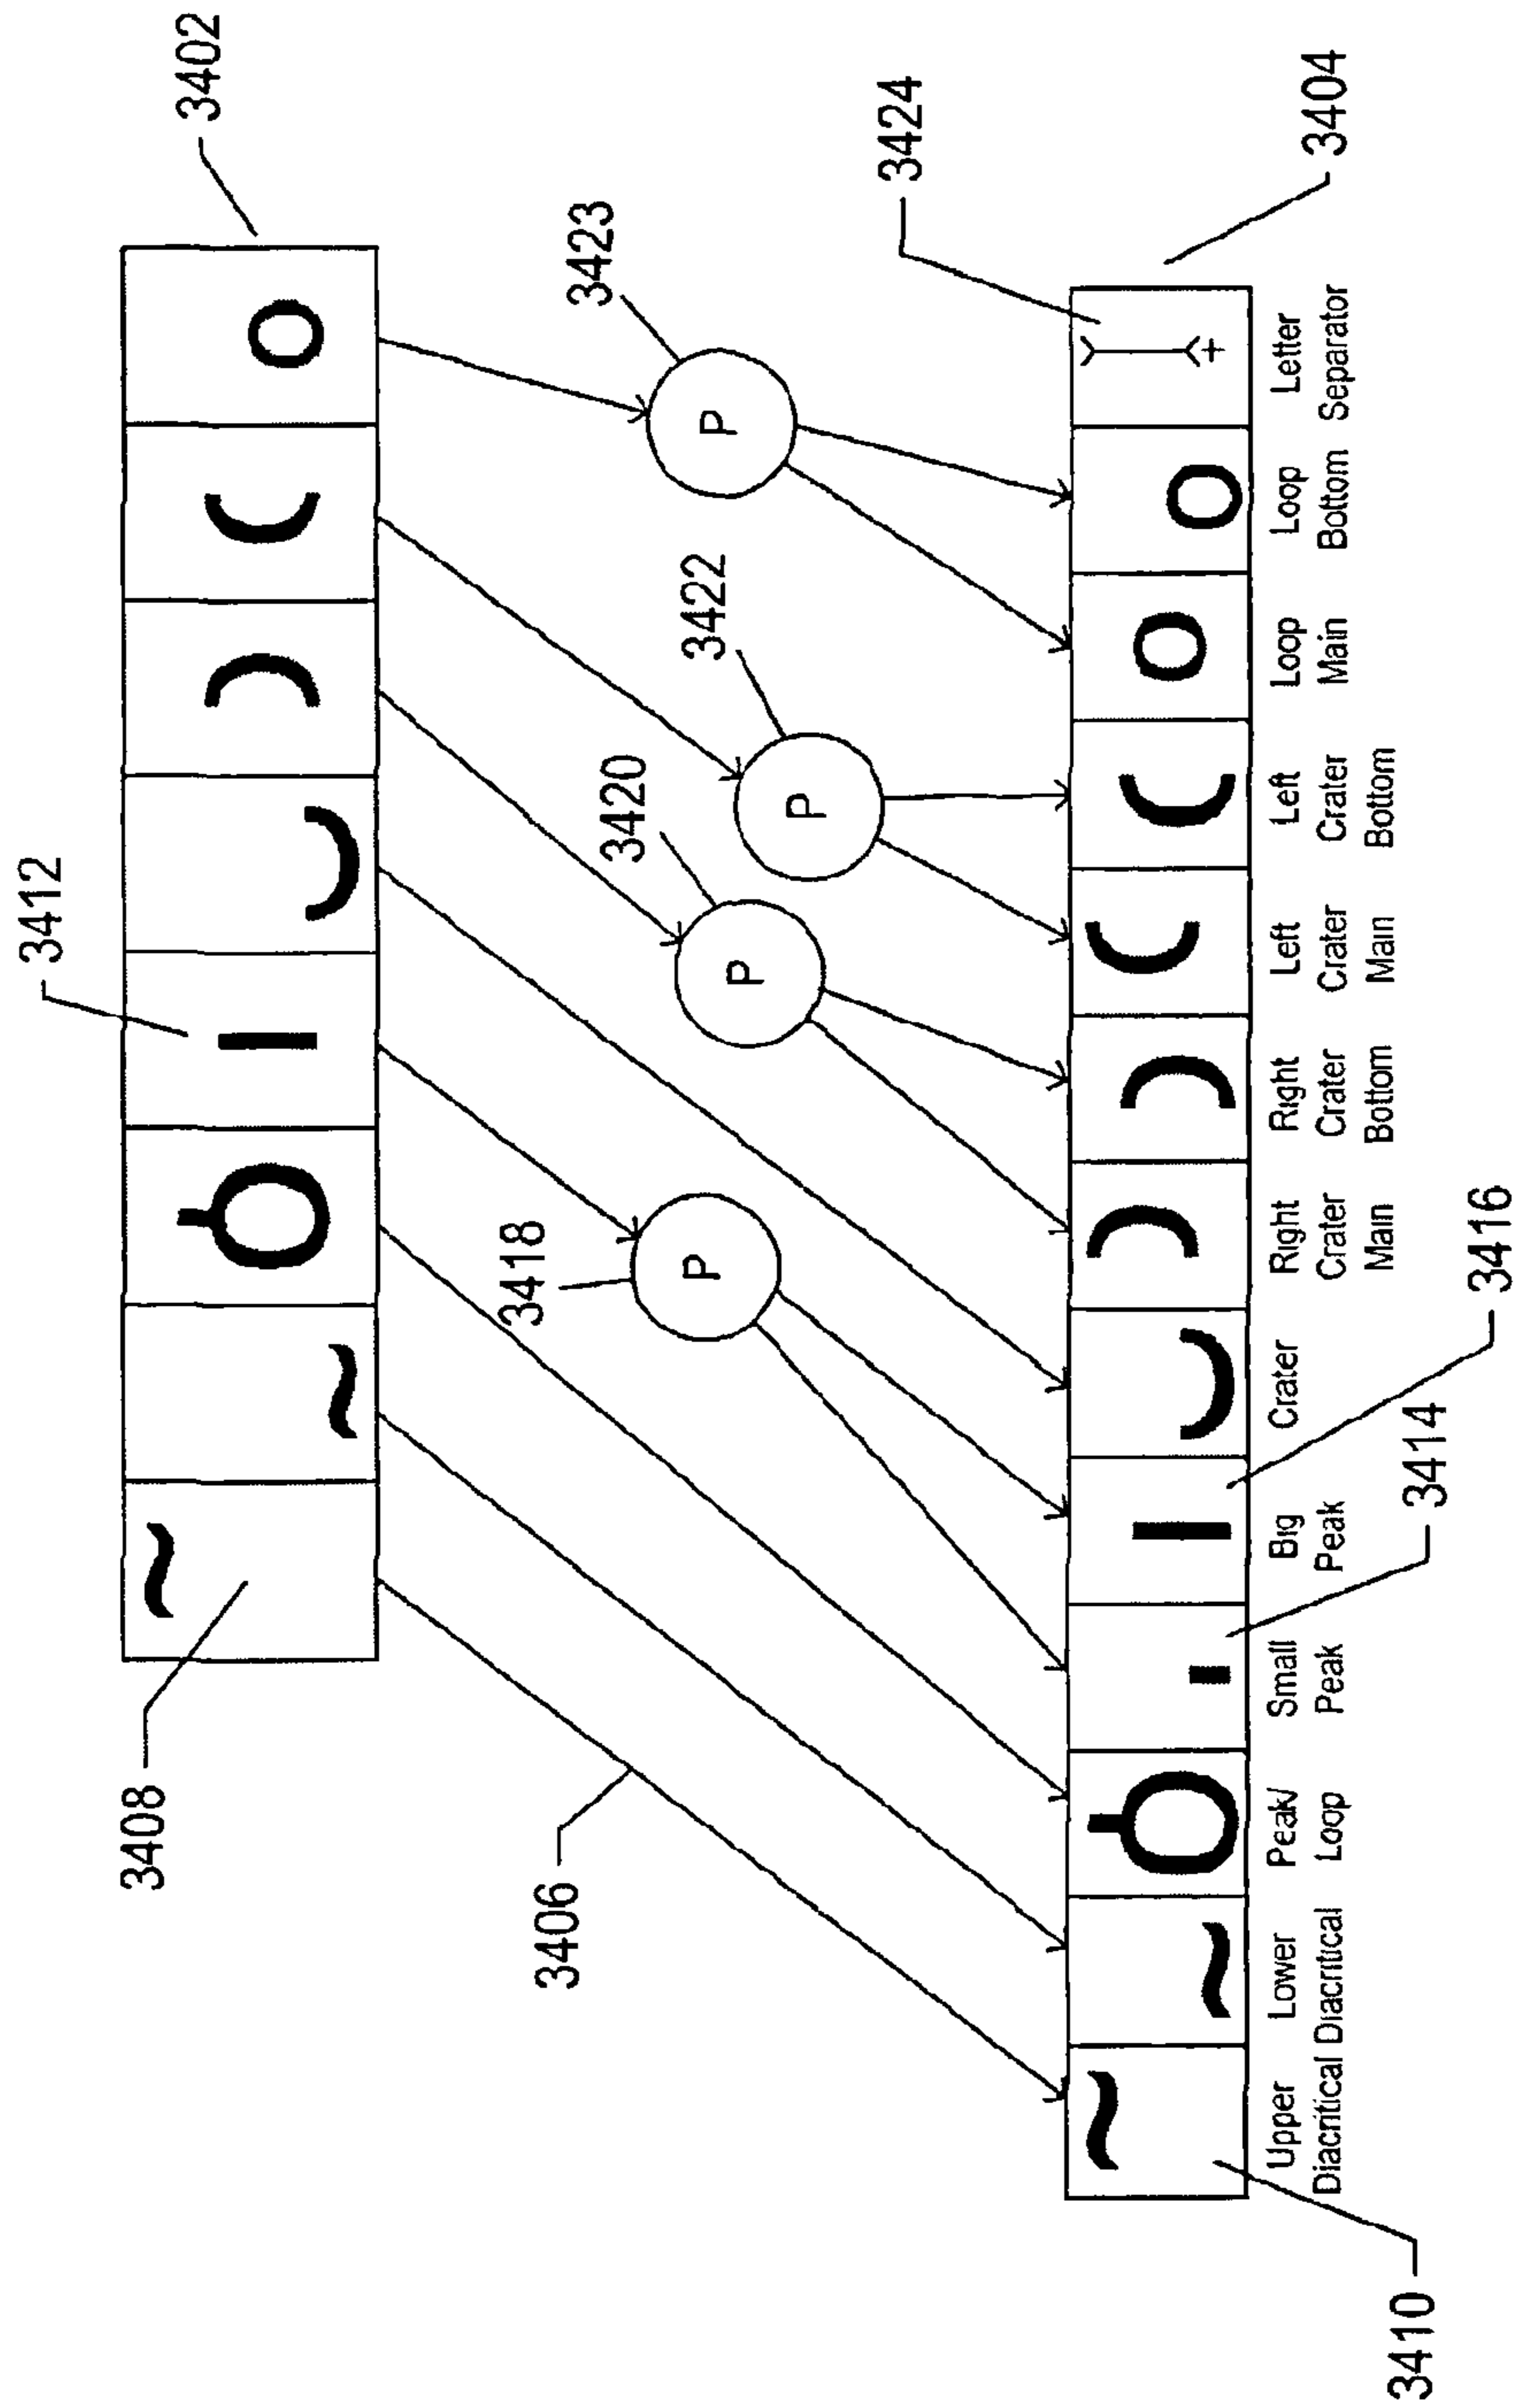 3402
3408
3412
3406
3418
3420
3422
3423
P
P
P
P
3424
3404
Upper
Diacritical
Lower
Diacritical
Peak/
Loop
Small
Peak
Big
Peak
Crater
Right
Crater
Main
Right
Crater
Bottom
Left
Crater
Main
Left
Crater
Bottom
Loop
Main
Loop
Bottom
Letter
Separator
3410
3414
3416